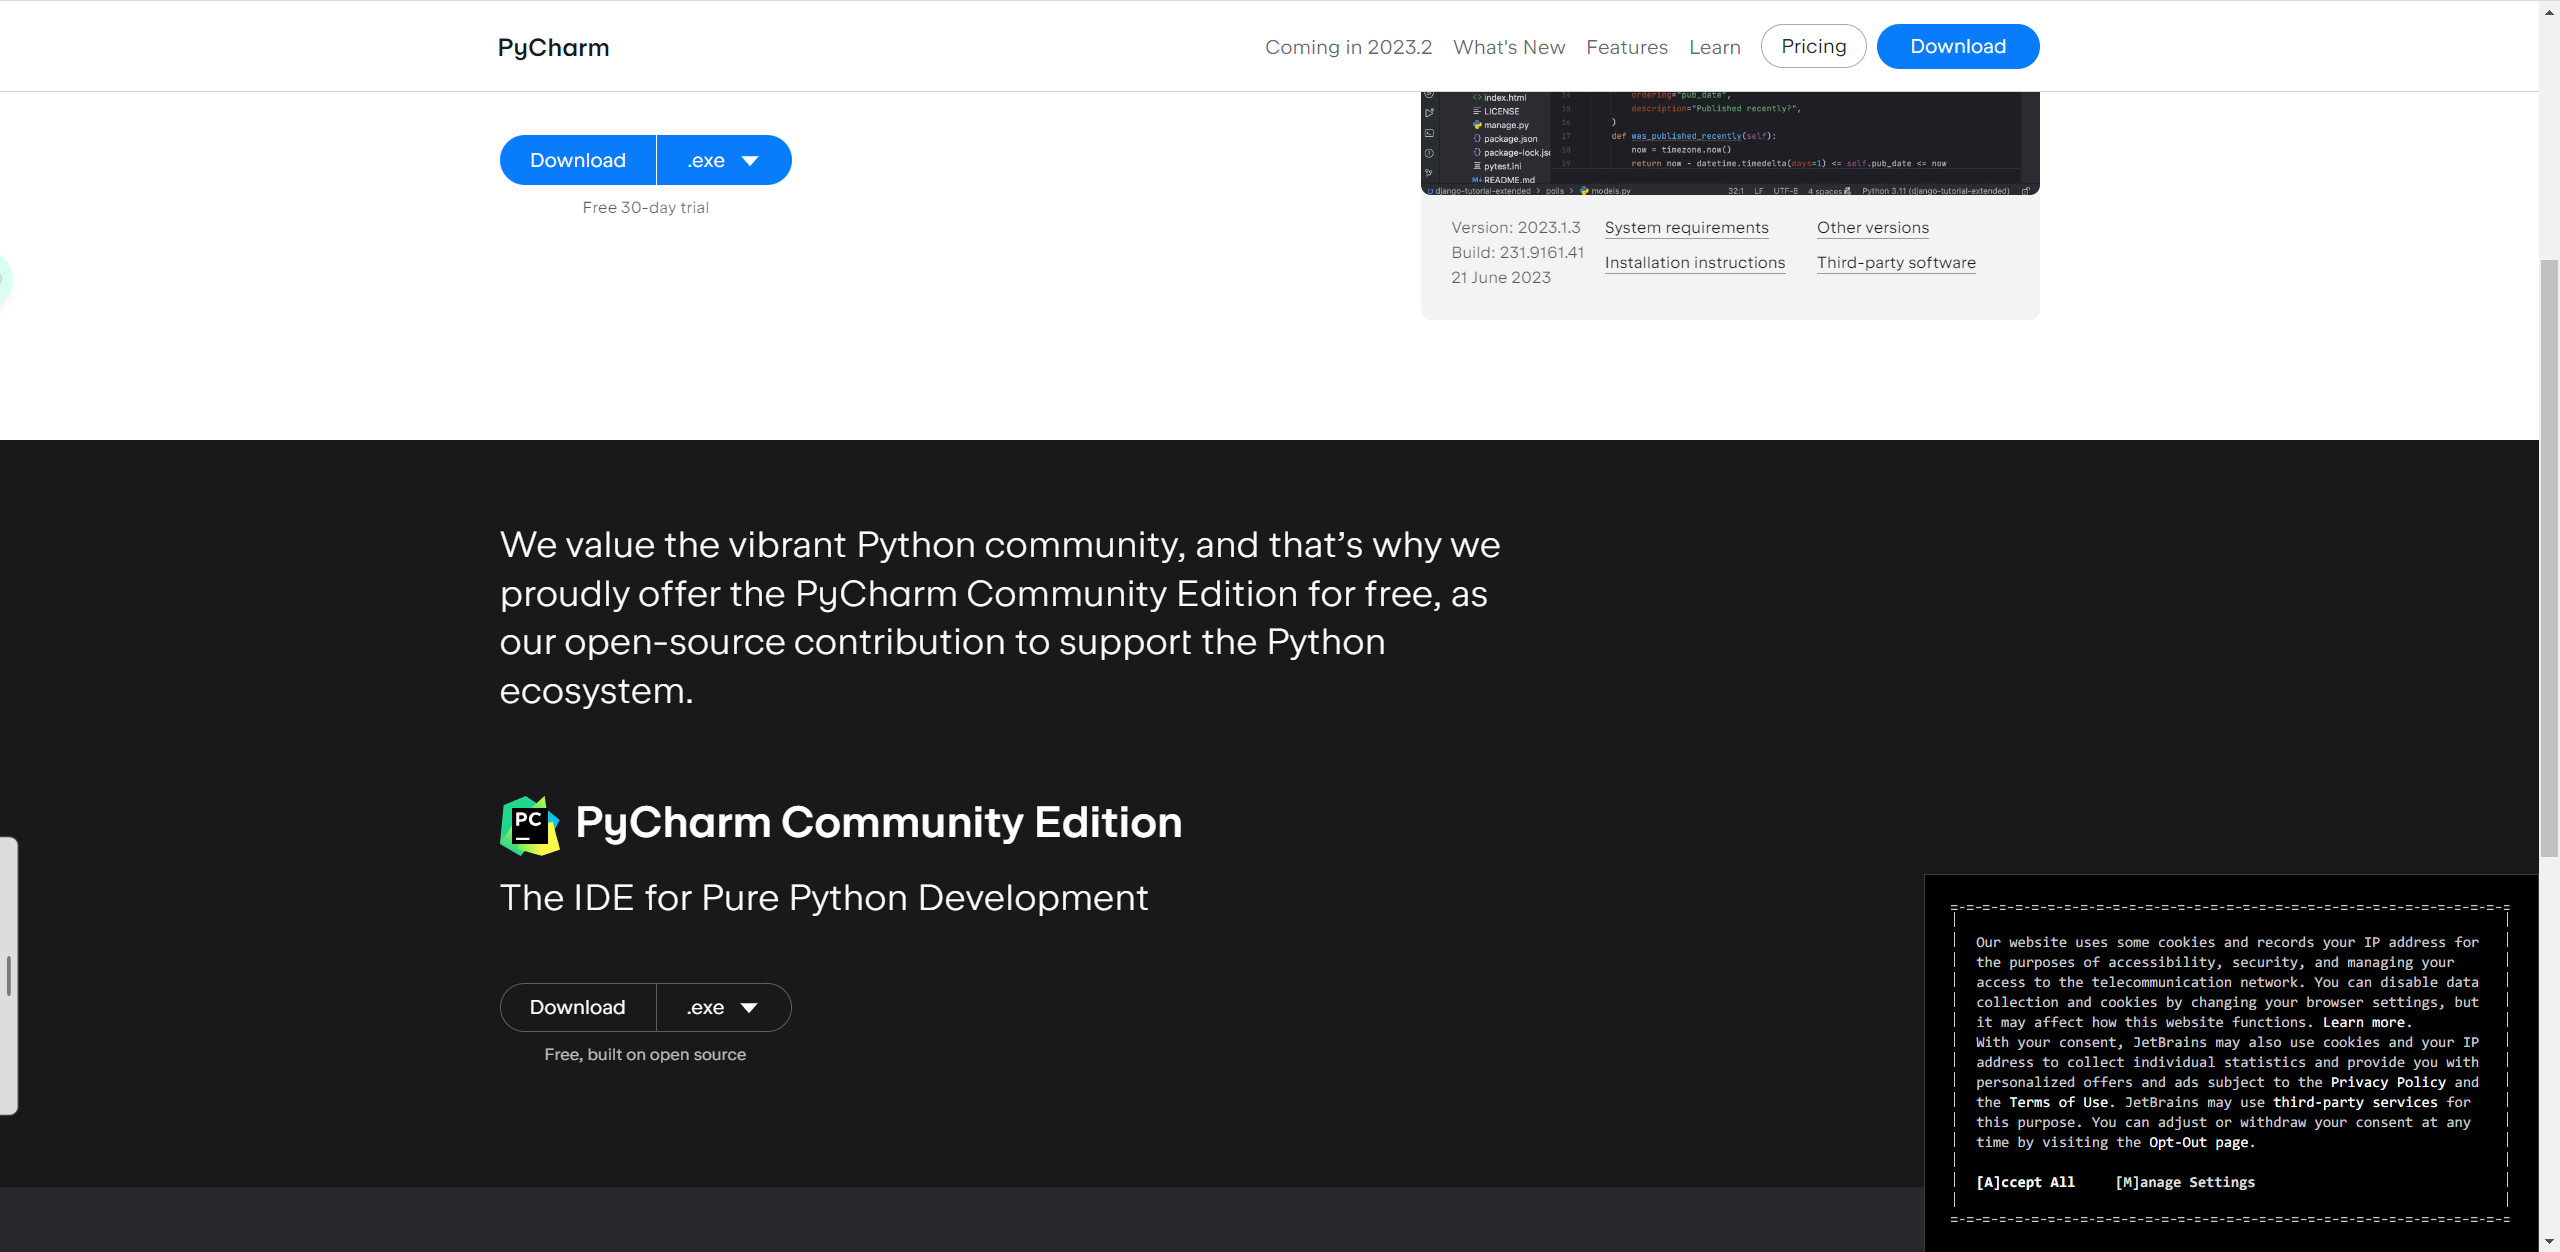 PyCharm
Coming in 2023.2 What's New Features Learn Pricing Download
Download .exe
Free 30-day trial
index.html
LICENSE
manage.py
package.json
package-lock.jsc
pytest.ini
README.md
14 ordering="pub_date",
15 description="Published recently?",
16 )
17 def was_published_recently(self):
18 now = timezone.now()
19 return now - datetime.timedelta(days=1) <= self.pub_date <= now
django-tutorial-extended > polls > models.py 32:1 LF UTF-8 4 spaces Python 3.11 (django-tutorial-extended)
Version: 2023.1.3 System requirements Other versions
Build: 231.9161.41 Installation instructions Third-party software
21 June 2023
We value the vibrant Python community, and that’s why we
proudly offer the PyCharm Community Edition for free, as
our open-source contribution to support the Python
ecosystem.
PC PyCharm Community Edition
The IDE for Pure Python Development
Download .exe
Free, built on open source
Our website uses some cookies and records your IP address for
the purposes of accessibility, security, and managing your
access to the telecommunication network. You can disable data
collection and cookies by changing your browser settings, but
it may affect how this website functions. Learn more.
With your consent, JetBrains may also use cookies and your IP
address to collect individual statistics and provide you with
personalized offers and ads subject to the Privacy Policy and
the Terms of Use. JetBrains may use third-party services for
this purpose. You can adjust or withdraw your consent at any
time by visiting the Opt-Out page.
[A]ccept All [M]anage Settings